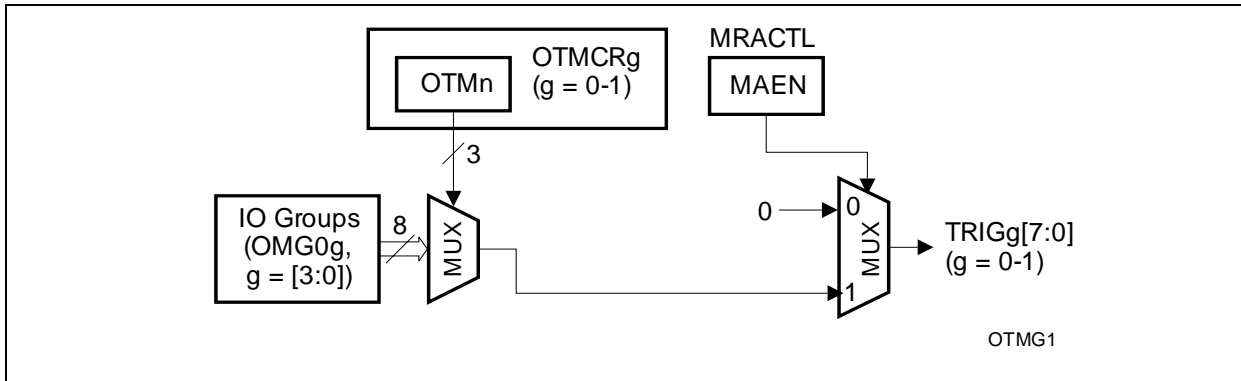 OTMCRg
(g = 0-1)
OTMn
MRACTL
MAEN
3
IO Groups
(OMG0g,
g = [3:0])
8
MUX
0
0
MUX
1
TRIGg[7:0]
(g = 0-1)
OTMG1